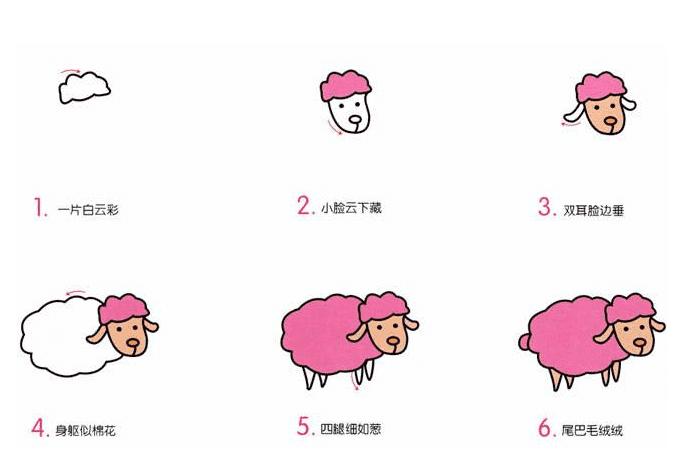 1. 一片白云彩
2. 小脸云下藏
3. 双耳脸边垂
4. 身躯似棉花
5. 四腿细如葱
6. 尾巴毛绒绒